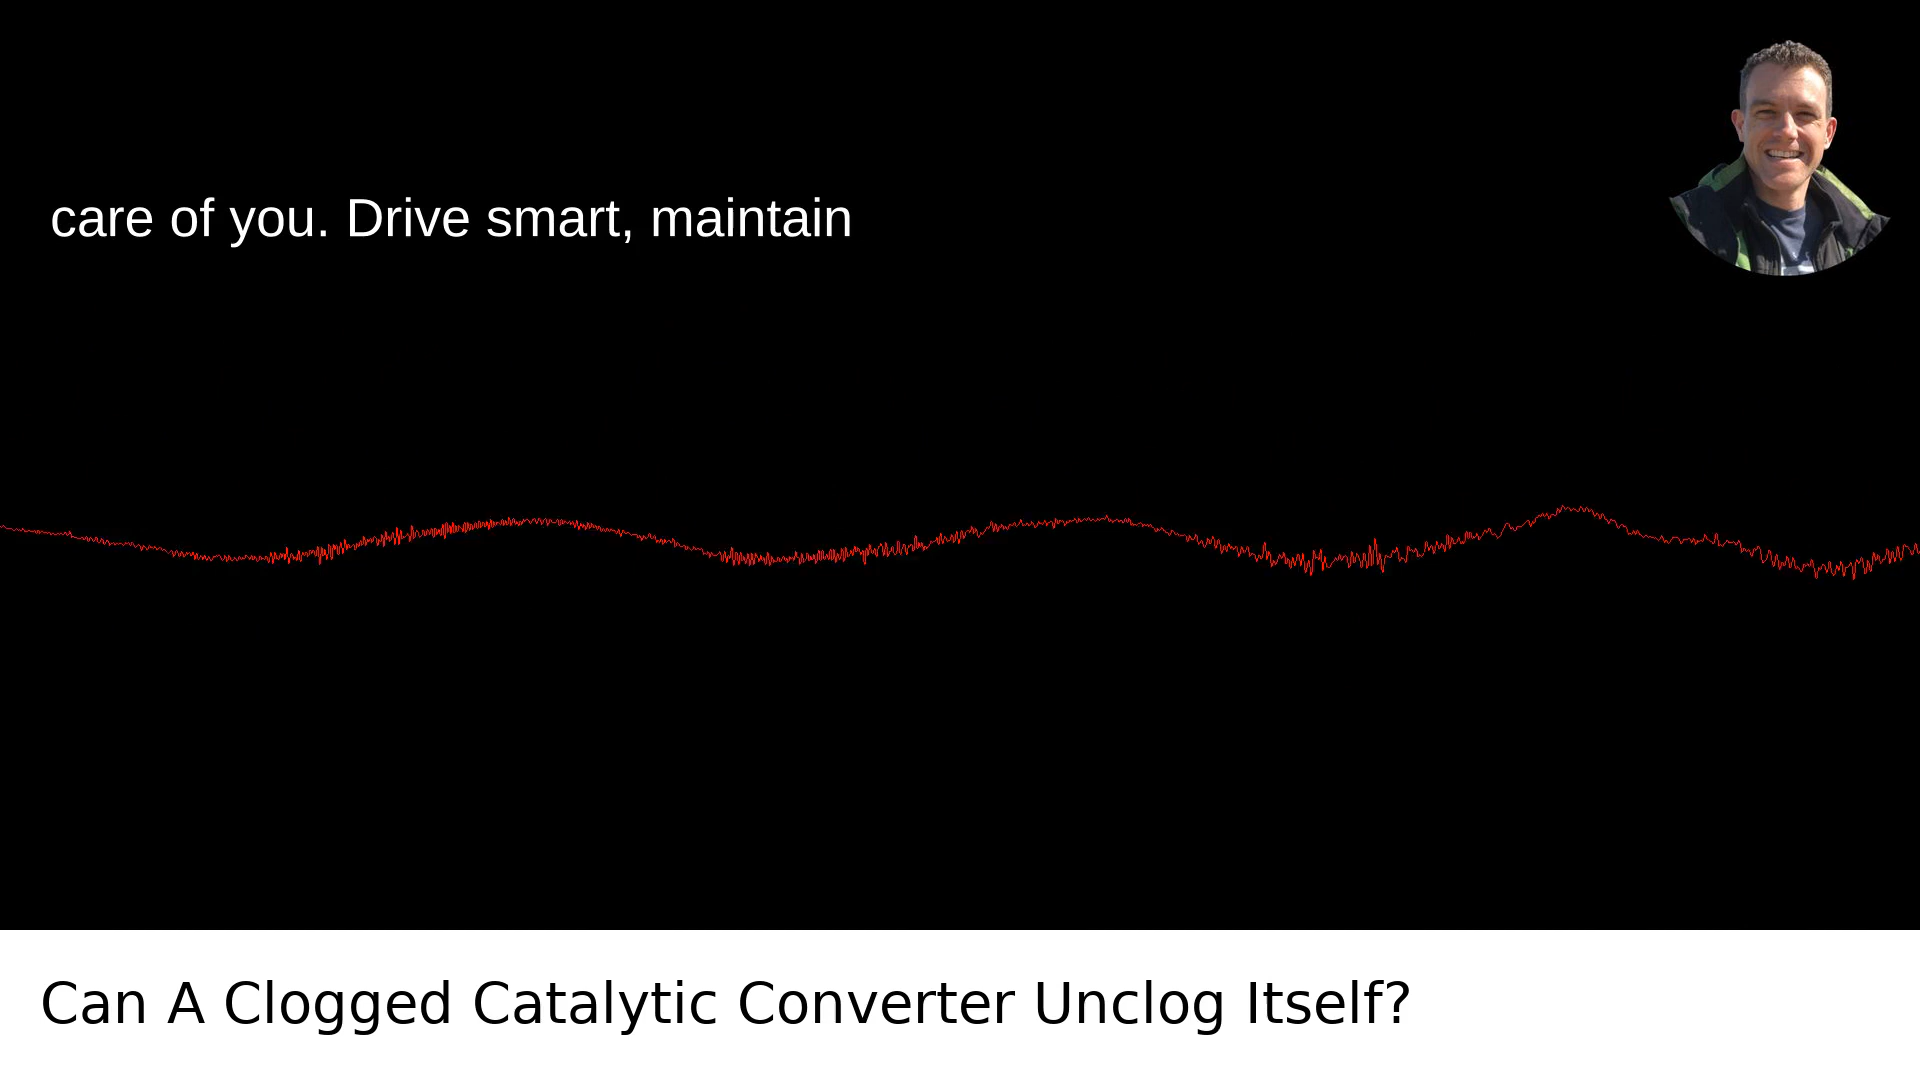 care of you. Drive smart, maintain
Can A Clogged Catalytic Converter Unclog Itself?